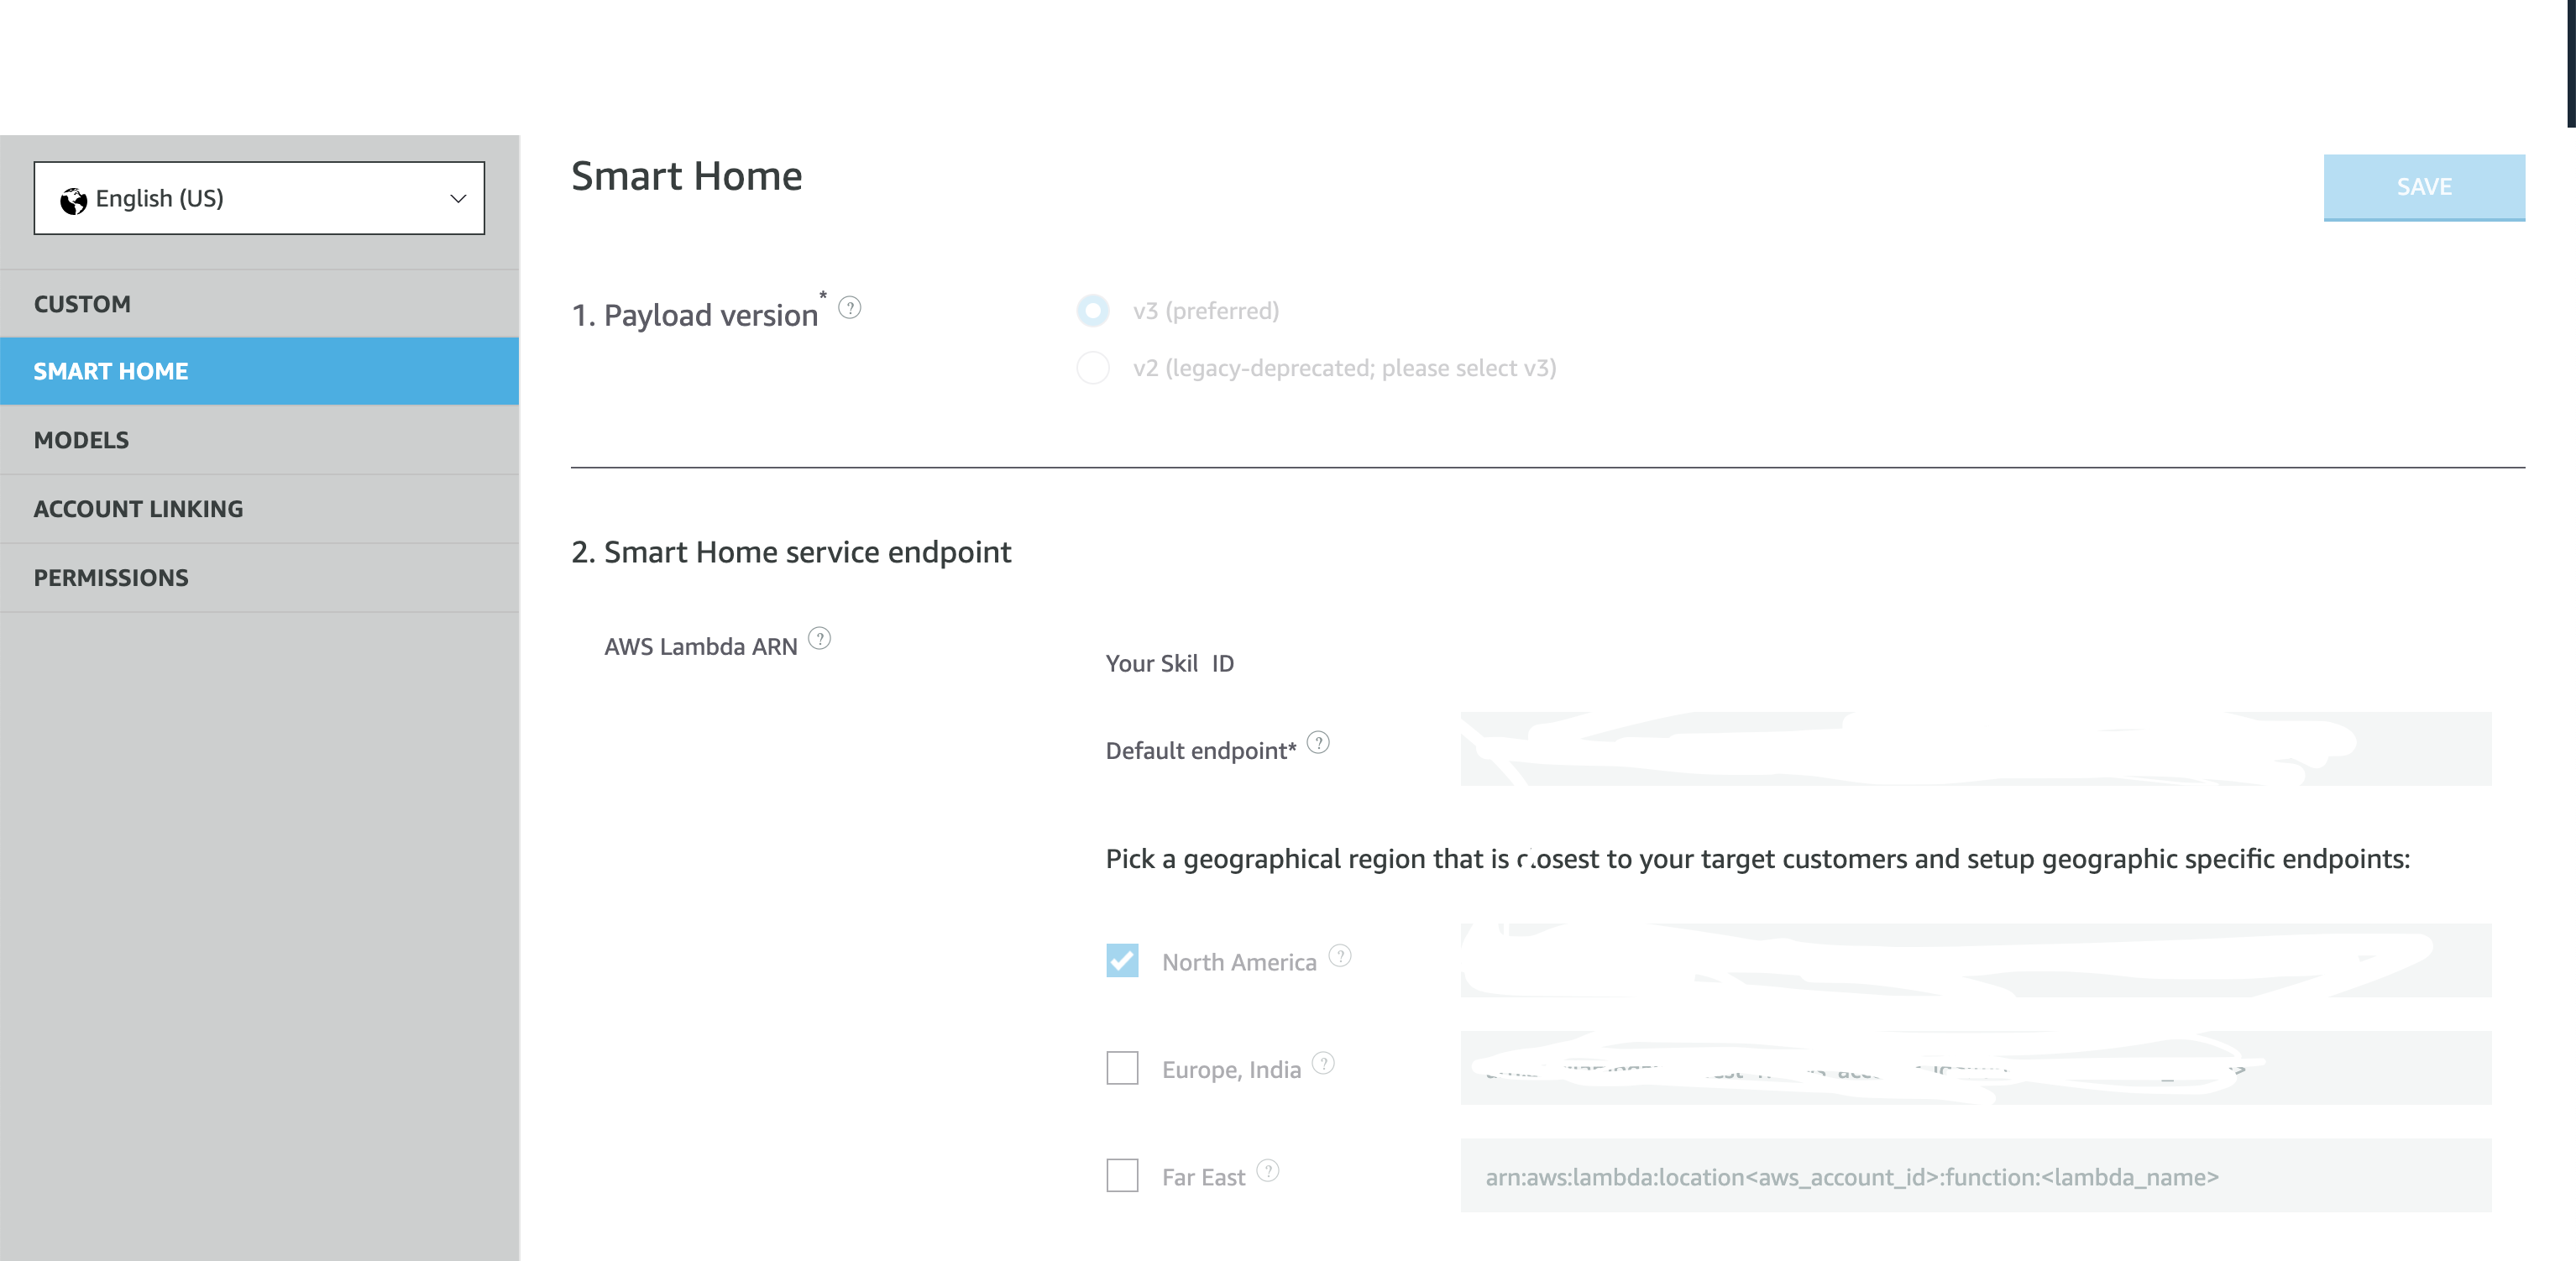 English (US)
CUSTOM
SMART HOME
MODELS
ACCOUNT LINKING
PERMISSIONS
Smart Home
SAVE
1. Payload version *
v3 (preferred)
v2 (legacy-deprecated; please select v3)
2. Smart Home service endpoint
AWS Lambda ARN
Your Skil ID
Default endpoint*
Pick a geographical region that is closest to your target customers and setup geographic specific endpoints:
North America
Europe, India
Far East
arn:aws:lambda:location<aws_account_id>:function:<lambda_name>